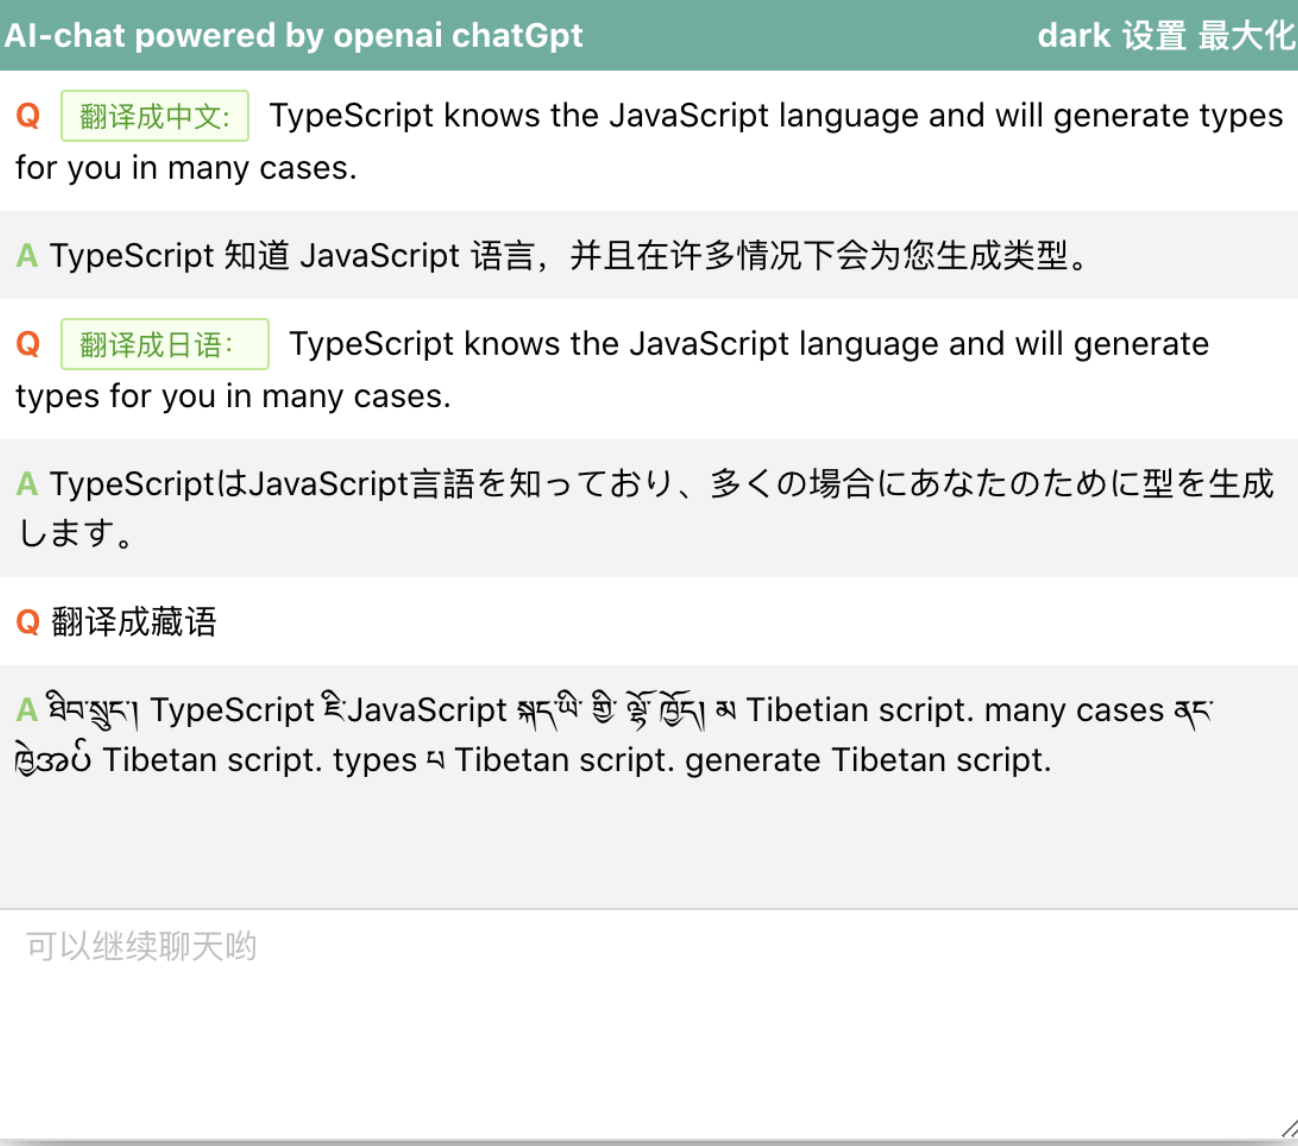 AI-chat powered by openai chatGpt dark 设置 最大化
Q 翻译成中文: TypeScript knows the JavaScript language and will generate types
for you in many cases.
A TypeScript 知道 JavaScript 语言，并且在许多情况下会为您生成类型。
Q 翻译成日语： TypeScript knows the JavaScript language and will generate
types for you in many cases.
A TypeScriptはJavaScript言語を知っており、多くの場合にあなたのために型を生成
します。
Q 翻译成藏语
A ཐིབ་སྲུང་། TypeScript ཇི་JavaScript སྐད་ཡི་ གྱི་ ལྷོ་ ཁྱོད། མ Tibetian script. many cases ནང་
ཁྱེအပ် Tibetan script. types པ Tibetan script. generate Tibetan script.
可以继续聊天哟